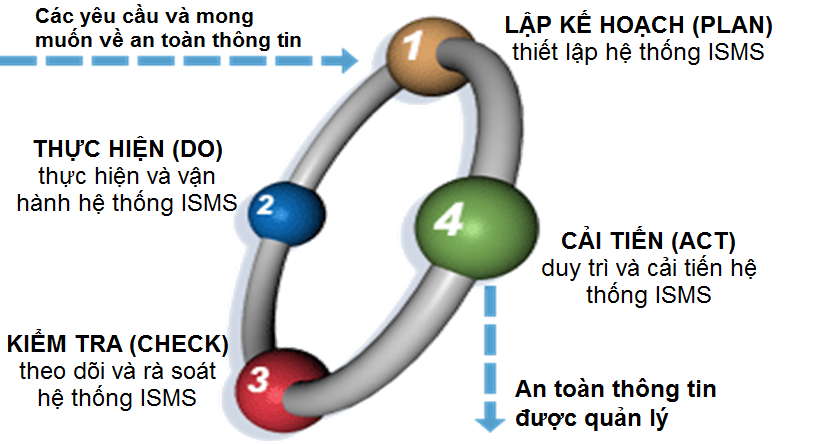 Các yêu cầu và mong
muốn về an toàn thông tin
1
LẬP KẾ HOẠCH (PLAN)
thiết lập hệ thống ISMS
THỰC HIỆN (DO)
thực hiện và vận
hành hệ thống ISMS
2
4
CẢI TIẾN (ACT)
duy trì và cải tiến hệ
thống ISMS
KIỂM TRA (CHECK)
theo dõi và rà soát
hệ thống ISMS
3
An toàn thông tin
được quản lý